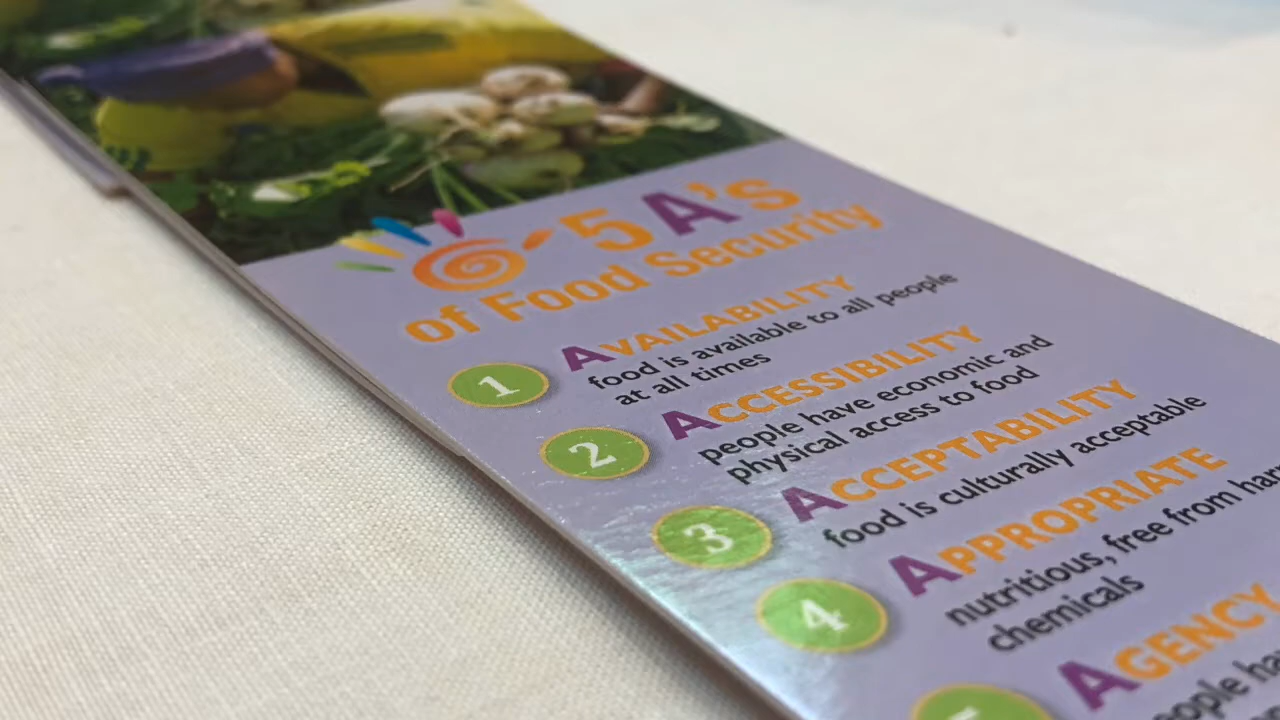 5 A's
of Food Security
1 AVAILABILITY
food is available to all people
at all times
2 ACCESSIBILITY
people have economic and
physical access to food
3 ACCEPTABILITY
food is culturally acceptable
4 APPROPRIATE
nutritious, free from
chemicals
AGENCY